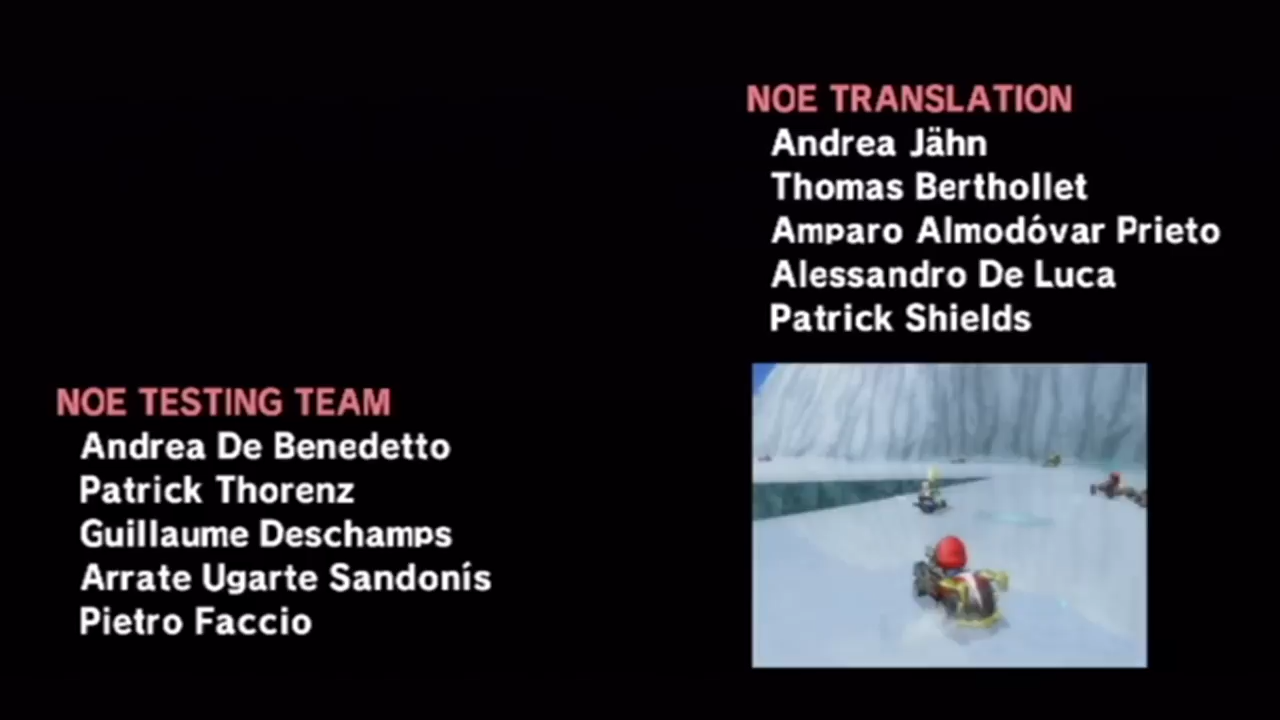 NOE TRANSLATION
Andrea Jähn
Thomas Berthollet
Amparo Almodóvar Prieto
Alessandro De Luca
Patrick Shields
NOE TESTING TEAM
Andrea De Benedetto
Patrick Thorenz
Guillaume Deschamps
Arrate Ugarte Sandonís
Pietro Faccio